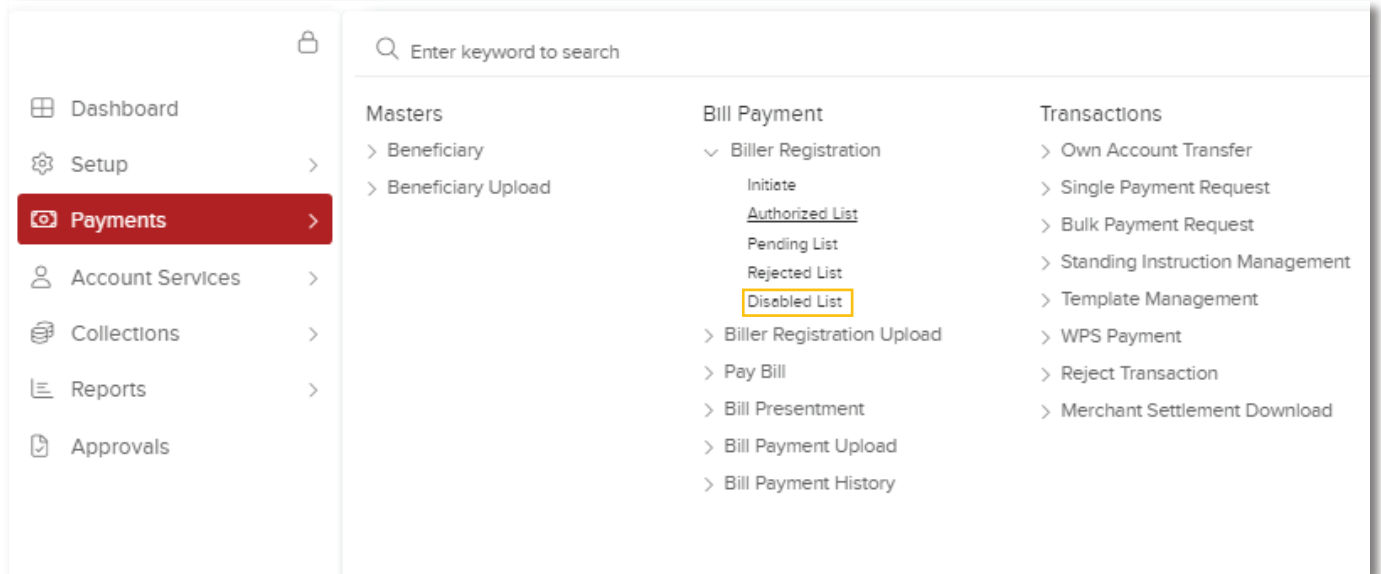 Enter keyword to search
Dashboard
Setup
Payments
Account Services
Collections
Reports
Approvals
Masters
Beneficiary
Beneficiary Upload
Bill Payment
Biller Registration
Initiate
Authorized List
Pending List
Rejected List
Disabled List
Biller Registration Upload
Pay Bill
Bill Presentment
Bill Payment Upload
Bill Payment History
Transactions
Own Account Transfer
Single Payment Request
Bulk Payment Request
Standing Instruction Management
Template Management
WPS Payment
Reject Transaction
Merchant Settlement Download